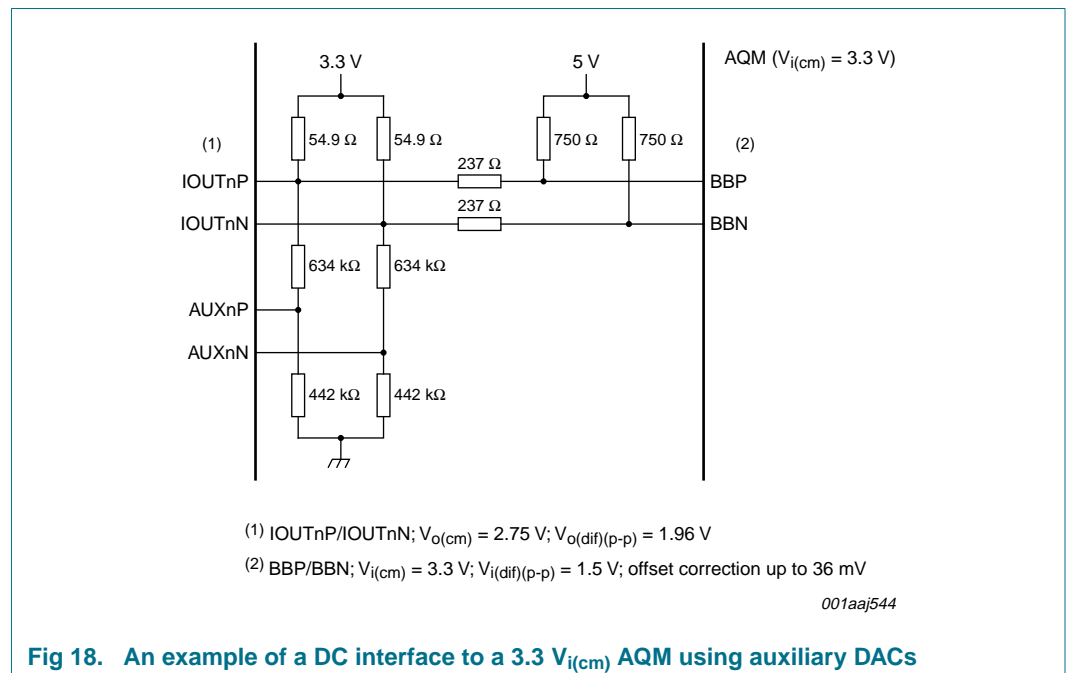 3.3 V
5 V
AQM (Vi(cm) = 3.3 V)
54.9 Ω
54.9 Ω
750 Ω
750 Ω
(1)
(2)
237 Ω
IOUTnP
BBP
237 Ω
IOUTnN
BBN
634 kΩ
634 kΩ
AUXnP
AUXnN
442 kΩ
442 kΩ
(1) IOUTnP/IOUTnN; Vo(cm) = 2.75 V; Vo(dif)(p-p) = 1.96 V
(2) BBP/BBN; Vi(cm) = 3.3 V; Vi(dif)(p-p) = 1.5 V; offset correction up to 36 mV
001aaj544
Fig 18. An example of a DC interface to a 3.3 Vi(cm) AQM using auxiliary DACs